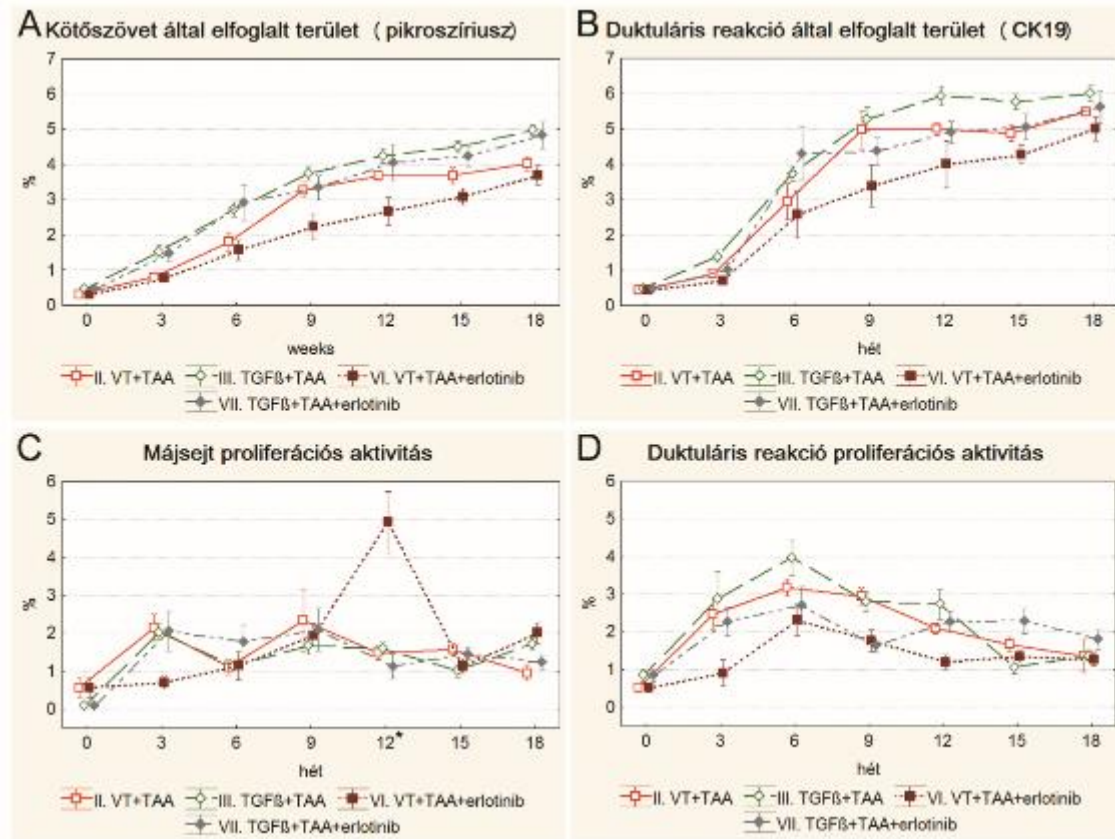 A Kötőszövet által elfoglalt terület ( pikroszíriusz)
7
6
5
4
3
2
1
0
%
0 3 6 9 12 15 18
weeks
II. VT+TAA III. TGFß+TAA VI. VT+TAA+erlotinib
VII. TGFß+TAA+erlotinib
B Duktuláris reakció által elfoglalt terület ( CK19)
7
6
5
4
3
2
1
0
%
0 3 6 9 12 15 18
hét
II. VT+TAA III. TGFß+TAA VI. VT+TAA+erlotinib
VII. TGFß+TAA+erlotinib
C Májsejt proliferációs aktivitás
6
5
4
3
2
1
0
%
0 3 6 9 12* 15 18
hét
II. VT+TAA III. TGFß+TAA VI. VT+TAA+erlotinib
VII. TGFß+TAA+erlotinib
D Duktuláris reakció proliferációs aktivitás
6
5
4
3
2
1
0
%
0 3 6 9 12 15 18
hét
II. VT+TAA III. TGFß+TAA VI. VT+TAA+erlotinib
VII. TGFß+TAA+erlotinib